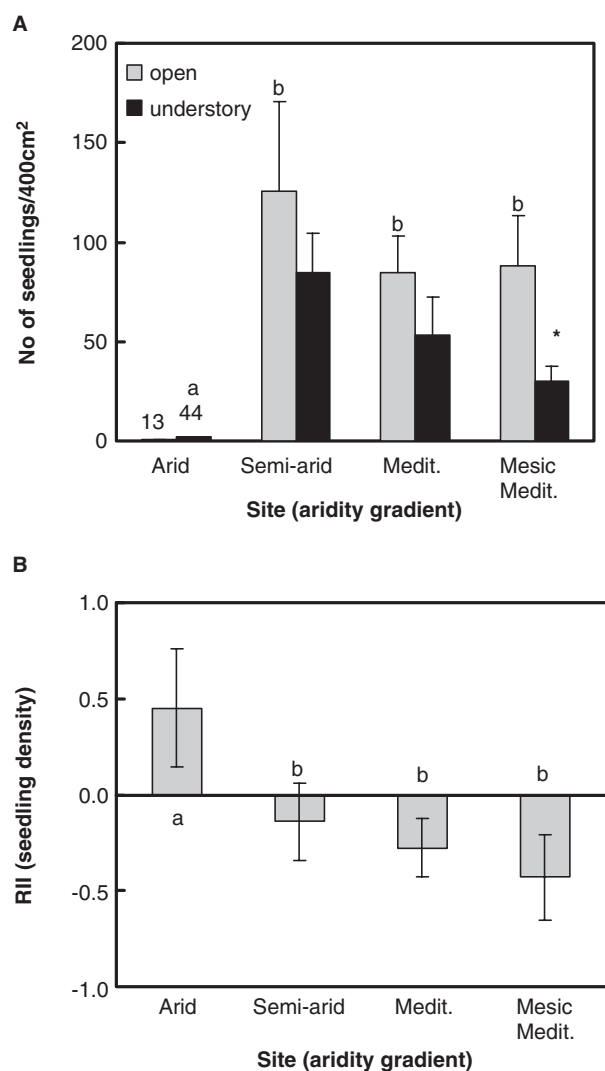 A
No of seedlings/400cm²
200
150
100
50
0
open
understory
b
b
b
*
a
13
44
Arid
Semi-arid
Medit.
Mesic
Medit.
Site (aridity gradient)
B
RII (seedling density)
1.0
0.5
0.0
-0.5
-1.0
a
b
b
b
Arid
Semi-arid
Medit.
Mesic
Medit.
Site (aridity gradient)